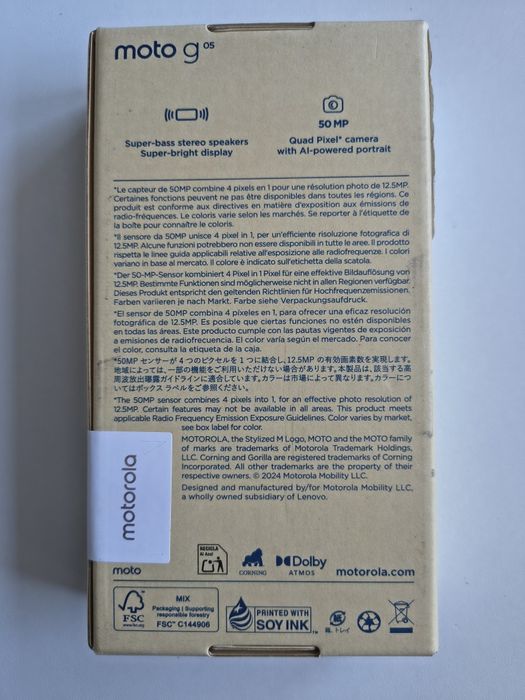 moto g 05
50 MP
Super-bass stereo speakers
Super-bright display
Quad Pixel* camera
with AI-powered portrait
*Le capteur de 50MP combine 4 pixels en 1 pour une résolution photo de 12.5MP.
Certaines fonctions peuvent ne pas être disponibles dans toutes les régions. Ce
produit est conforme aux directives en matière d'exposition aux émissions de
radio-fréquences. Le coloris varie selon les marchés. Se reporter à l'étiquette de
la boîte pour connaître le coloris.
*Il sensore da 50MP unisce 4 pixel in 1, per un'efficiente risoluzione fotografica di
12.5MP. Alcune funzioni potrebbero non essere disponibili in tutte le aree. Il prodotto
rispetta le linee guida applicabili relative all'esposizione alle radiofrequenze. I colori
variano in base al mercato. Il colore è indicato sull'etichetta della scatola.
*Der 50-MP-Sensor kombiniert 4 Pixel in 1 Pixel für eine effektive Bildauflösung von
12.5MP. Bestimmte Funktionen sind möglicherweise nicht in allen Regionen verfügbar.
Dieses Produkt entspricht den geltenden Richtlinien für Hochfrequenzemissionen.
Farben variieren je nach Markt. Farbe siehe Verpackungsaufdruck.
*El sensor de 50MP combina 4 píxeles en 1, para ofrecer una eficaz resolución
fotográfica de 12.5MP. Es posible que ciertas funciones no estén disponibles
en todas las áreas. Este producto cumple con las pautas vigentes de exposición
a emisiones de radiofrecuencia. El color varía según el mercado. Para conocer
el color, consulta la etiqueta de la caja.
*50MP センサーが 4 つのピクセルを 1 つに結合し、12.5MP の有効画素数を実現します。
地域によっては、一部の機能をご利用いただけない場合があります。本製品は、該当する高
周波放出曝露ガイドラインに適合しています。カラーは市場によって異なります。カラーにつ
いてはボックス ラベルをご参照ください。
*The 50MP sensor combines 4 pixels into 1, for an effective photo resolution of
12.5MP. Certain features may not be available in all areas. This product meets
applicable Radio Frequency Emission Exposure Guidelines. Color varies by market,
see box label for color.
MOTOROLA, the Stylized M Logo, MOTO and the MOTO family
of marks are trademarks of Motorola Trademark Holdings,
LLC. Corning and Gorilla are registered trademarks of Corning
Incorporated. All other trademarks are the property of their
respective owners. © 2024 Motorola Mobility LLC.
Designed and manufactured by/for Motorola Mobility LLC,
a wholly owned subsidiary of Lenovo.
motorola
moto
RECICLA
Al Azul
CORNING
Dolby
ATMOS
motorola.com
FSC
www.fsc.org
MIX
Packaging | Supporting
responsible forestry
FSC™ C144906
PRINTED WITH
SOY INK™
紙
箱、トレイ